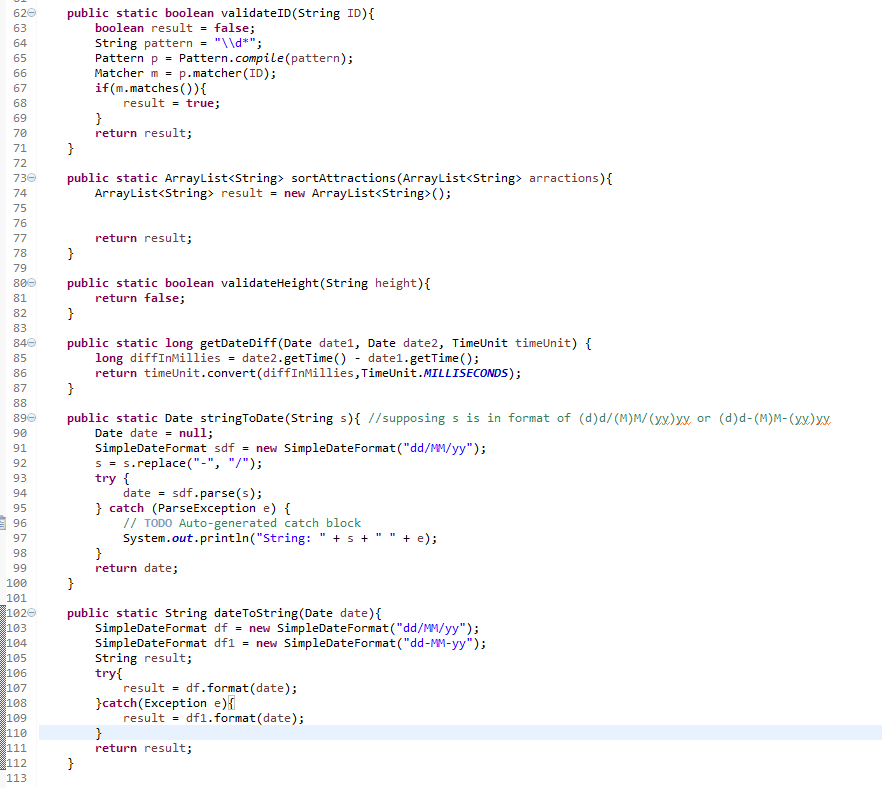 62 public static boolean validateID(String ID){
63 boolean result = false;
64 String pattern = "\\d*";
65 Pattern p = Pattern.compile(pattern);
66 Matcher m = p.matcher(ID);
67 if(m.matches()){
68 result = true;
69 }
70 return result;
71 }
72
73 public static ArrayList<String> sortAttractions(ArrayList<String> arractions){
74 ArrayList<String> result = new ArrayList<String>();
75
76
77 return result;
78 }
79
80 public static boolean validateHeight(String height){
81 return false;
82 }
83
84 public static long getDateDiff(Date date1, Date date2, TimeUnit timeUnit) {
85 long diffInMillies = date2.getTime() - date1.getTime();
86 return timeUnit.convert(diffInMillies,TimeUnit.MILLISECONDS);
87 }
88
89 public static Date stringToDate(String s){ //supposing s is in format of (d)d/(M)M/(yy)yy or (d)d-(M)M-(yy)yy
90 Date date = null;
91 SimpleDateFormat sdf = new SimpleDateFormat("dd/MM/yy");
92 s = s.replace("-", "/");
93 try {
94 date = sdf.parse(s);
95 } catch (ParseException e) {
96 // TODO Auto-generated catch block
97 System.out.println("String: " + s + " " + e);
98 }
99 return date;
100 }
101
102 public static String dateToString(Date date){
103 SimpleDateFormat df = new SimpleDateFormat("dd/MM/yy");
104 SimpleDateFormat df1 = new SimpleDateFormat("dd-MM-yy");
105 String result;
106 try{
107 result = df.format(date);
108 }catch(Exception e){
109 result = df1.format(date);
110 }
111 return result;
112 }
113